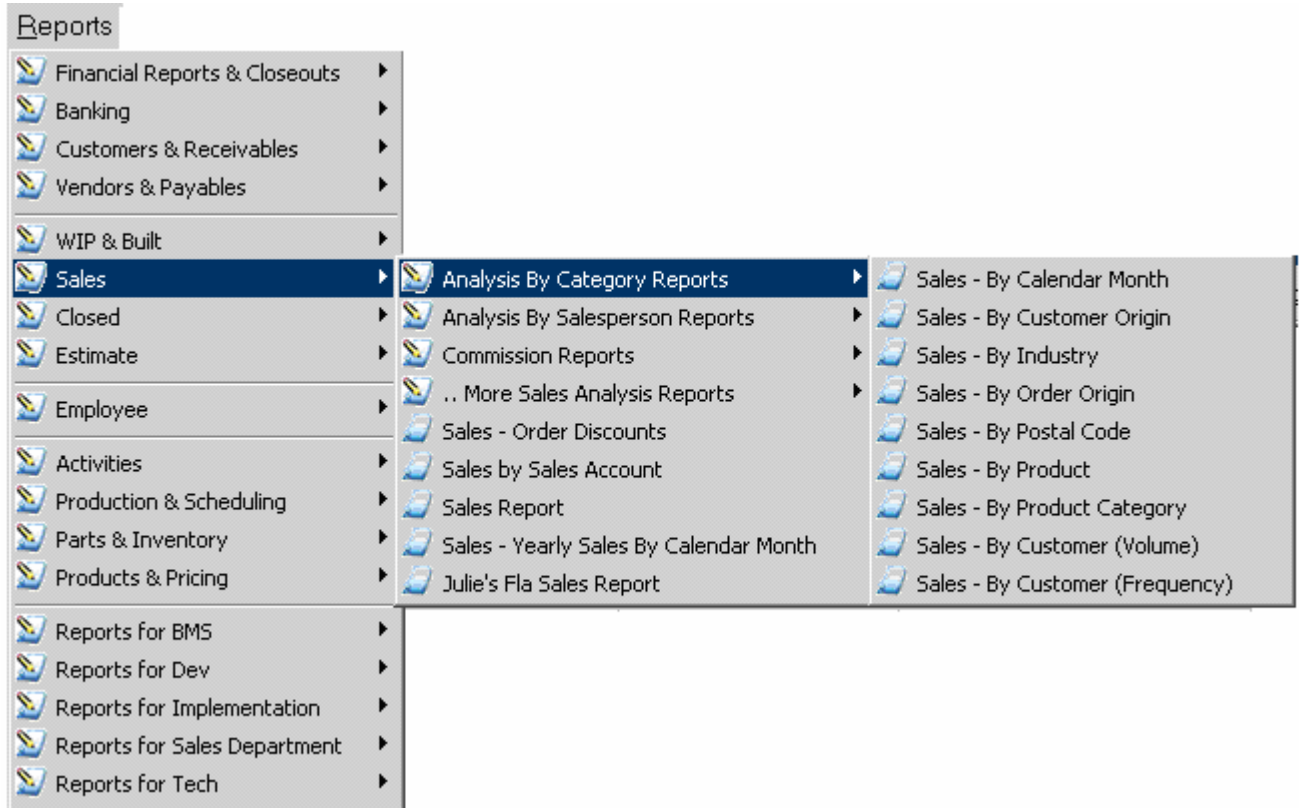 Reports
Financial Reports & Closeouts
Banking
Customers & Receivables
Vendors & Payables
WIP & Built
Sales
Closed
Estimate
Employee
Activities
Production & Scheduling
Parts & Inventory
Products & Pricing
Reports for BMS
Reports for Dev
Reports for Implementation
Reports for Sales Department
Reports for Tech
Analysis By Category Reports
Analysis By Salesperson Reports
Commission Reports
.. More Sales Analysis Reports
Sales - Order Discounts
Sales by Sales Account
Sales Report
Sales - Yearly Sales By Calendar Month
Julie's Fla Sales Report
Sales - By Calendar Month
Sales - By Customer Origin
Sales - By Industry
Sales - By Order Origin
Sales - By Postal Code
Sales - By Product
Sales - By Product Category
Sales - By Customer (Volume)
Sales - By Customer (Frequency)